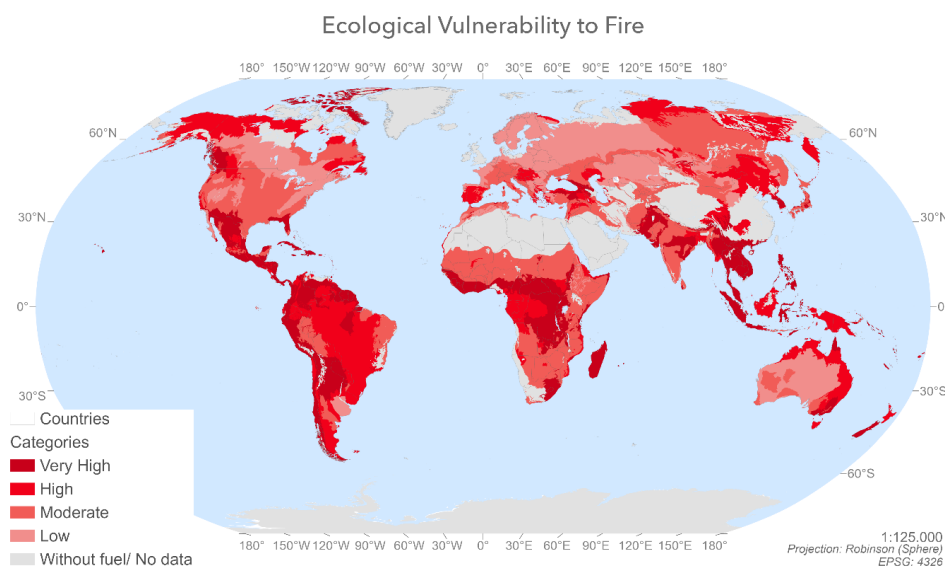 Ecological Vulnerability to Fire
180° 150°W 120°W 90°W 60°W 30°W 0° 30°E 60°E 90°E 120°E 150°E 180°
60°N 60°N
30°N 30°N
0° 0
30°S 30°S
Countries
Categories
Very High
High
60°S
Moderate
Low
Without fuel/ No data
180° 150°W 120°W 90°W 60°W 30°W 0° 30°E 60°E 90°E 120°E 150°E 180°
1:125.000
Projection: Robinson (Sphere)
EPSG: 4326